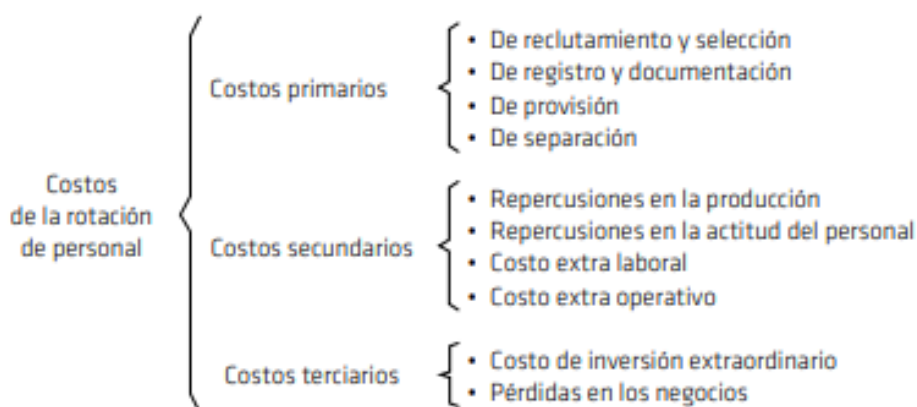 Costos
de la rotación
de personal
Costos primarios
• De reclutamiento y selección
• De registro y documentación
• De provisión
• De separación
Costos secundarios
• Repercusiones en la producción
• Repercusiones en la actitud del personal
• Costo extra laboral
• Costo extra operativo
Costos terciarios
• Costo de inversión extraordinario
• Pérdidas en los negocios